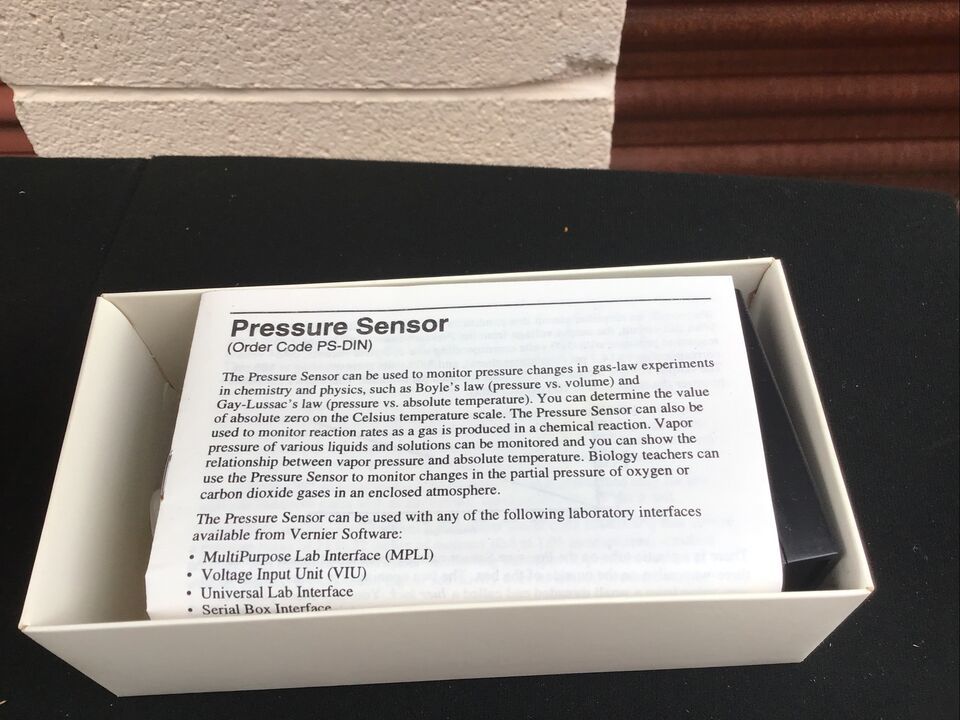 Pressure Sensor
(Order Code PS-DIN)
The Pressure Sensor can be used to monitor pressure changes in gas-law experiments
in chemistry and physics, such as Boyle's law (pressure vs. volume) and
Gay-Lussac's law (pressure vs. absolute temperature). You can determine the value
of absolute zero on the Celsius temperature scale. The Pressure Sensor can also be
used to monitor reaction rates as a gas is produced in a chemical reaction. Vapor
pressure of various liquids and solutions can be monitored and you can show the
relationship between vapor pressure and absolute temperature. Biology teachers can
use the Pressure Sensor to monitor changes in the partial pressure of oxygen or
carbon dioxide gases in an enclosed atmosphere.
The Pressure Sensor can be used with any of the following laboratory interfaces
available from Vernier Software:
• MultiPurpose Lab Interface (MPLI)
• Voltage Input Unit (VIU)
• Universal Lab Interface
• Serial Box Interface